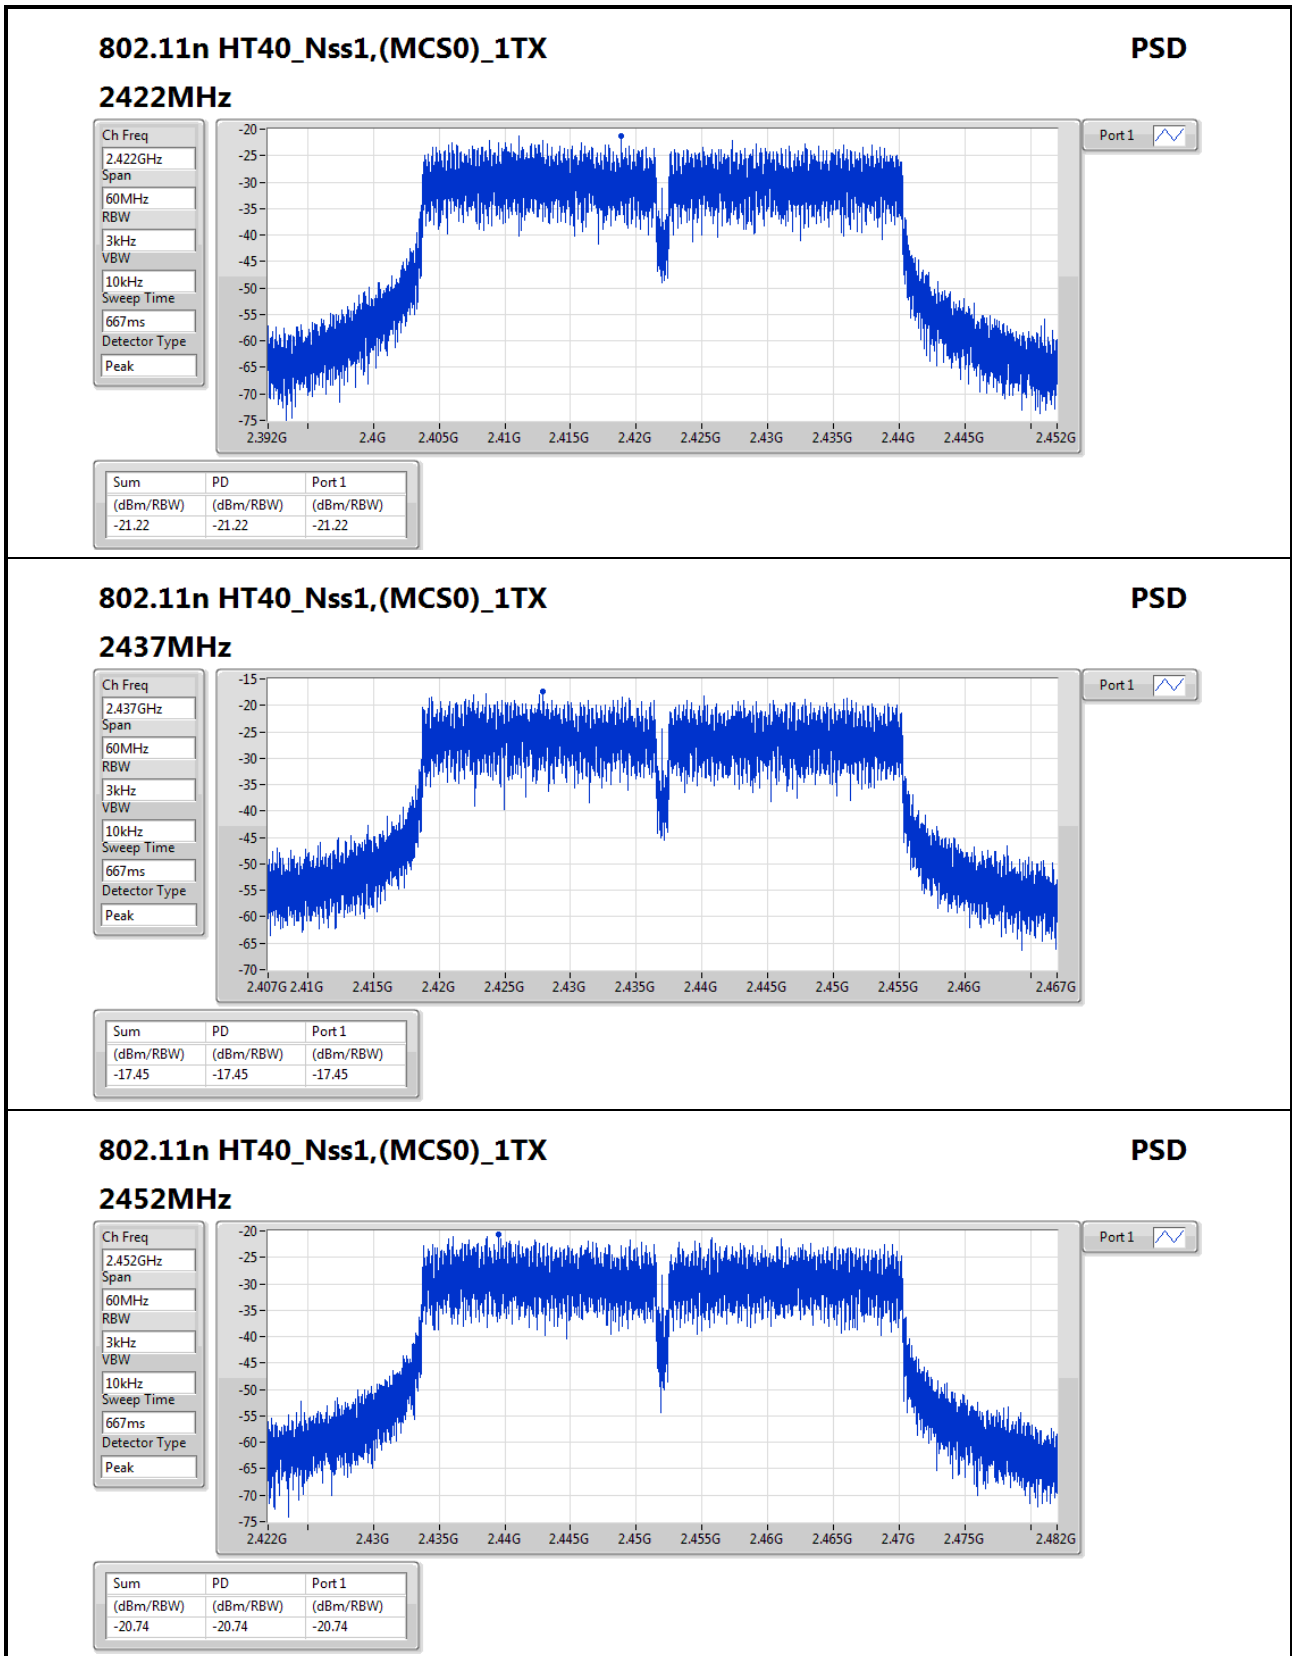 802.11n HT40_Nss1,(MCS0)_1TX PSD
2422MHz
Ch Freq
2.422GHz
Span
60MHz
RBW
3kHz
VBW
10kHz
Sweep Time
667ms
Detector Type
Peak
-20
-25
-30
-35
-40
-45
-50
-55
-60
-65
-70
-75
2.392G 2.4G 2.405G 2.41G 2.415G 2.42G 2.425G 2.43G 2.435G 2.44G 2.445G 2.452G
Port 1
Sum PD Port 1
(dBm/RBW) (dBm/RBW) (dBm/RBW)
-21.22 -21.22 -21.22
802.11n HT40_Nss1,(MCS0)_1TX PSD
2437MHz
Ch Freq
2.437GHz
Span
60MHz
RBW
3kHz
VBW
10kHz
Sweep Time
667ms
Detector Type
Peak
-15
-20
-25
-30
-35
-40
-45
-50
-55
-60
-65
-70
2.407G 2.41G 2.415G 2.42G 2.425G 2.43G 2.435G 2.44G 2.445G 2.45G 2.455G 2.46G 2.467G
Port 1
Sum PD Port 1
(dBm/RBW) (dBm/RBW) (dBm/RBW)
-17.45 -17.45 -17.45
802.11n HT40_Nss1,(MCS0)_1TX PSD
2452MHz
Ch Freq
2.452GHz
Span
60MHz
RBW
3kHz
VBW
10kHz
Sweep Time
667ms
Detector Type
Peak
-20
-25
-30
-35
-40
-45
-50
-55
-60
-65
-70
-75
2.422G 2.43G 2.435G 2.44G 2.445G 2.45G 2.455G 2.46G 2.465G 2.47G 2.475G 2.482G
Port 1
Sum PD Port 1
(dBm/RBW) (dBm/RBW) (dBm/RBW)
-20.74 -20.74 -20.74